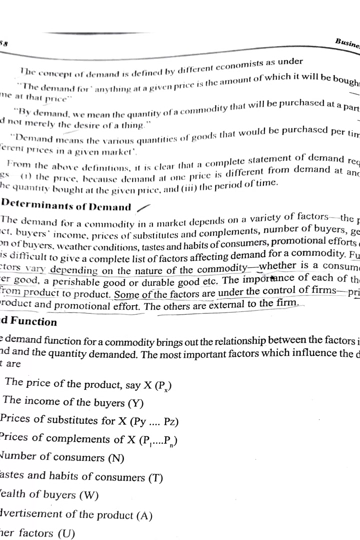 68
Busine
The concept of demand is defined by different economists as under
"The demand for' anything at a given price is the amount of which it will be bough
me at that price"
"By demand, we mean the quantity of a commodity that will be purchased at a part
d not merely the desire of a thing."
"Demand means the various quantities of goods that would be purchased per tim
ferent prices in a given market'.
From the above definitions, it is clear that a complete statement of demand req
gs (i) the price, because demand at one price is different from demand at ano
he quantity bought at the given price, and (iii) the period of time.
Determinants of Demand
The demand for a commodity in a market depends on a variety of factors—the p
ct, buyers' income, prices of substitutes and complements, number of buyers, ge
on of buyers, weather conditions, tastes and habits of consumers, promotional efforts
is difficult to give a complete list of factors affecting demand for a commodity. Fu
ctors vary depending on the nature of the commodity—whether is a consume
er good, a perishable good or durable good etc. The importance of each of the
from product to product. Some of the factors are under the control of firms— pri
product and promotional effort. The others are external to the firm.
d Function
e demand function for a commodity brings out the relationship between the factors i
nd and the quantity demanded. The most important factors which influence the d
t are
The price of the product, say X (Px)
The income of the buyers (Y)
Prices of substitutes for X (Py .... Pz)
Prices of complements of X (P1....Pn)
Number of consumers (N)
astes and habits of consumers (T)
ealth of buyers (W)
dvertisement of the product (A)
her factors (U)